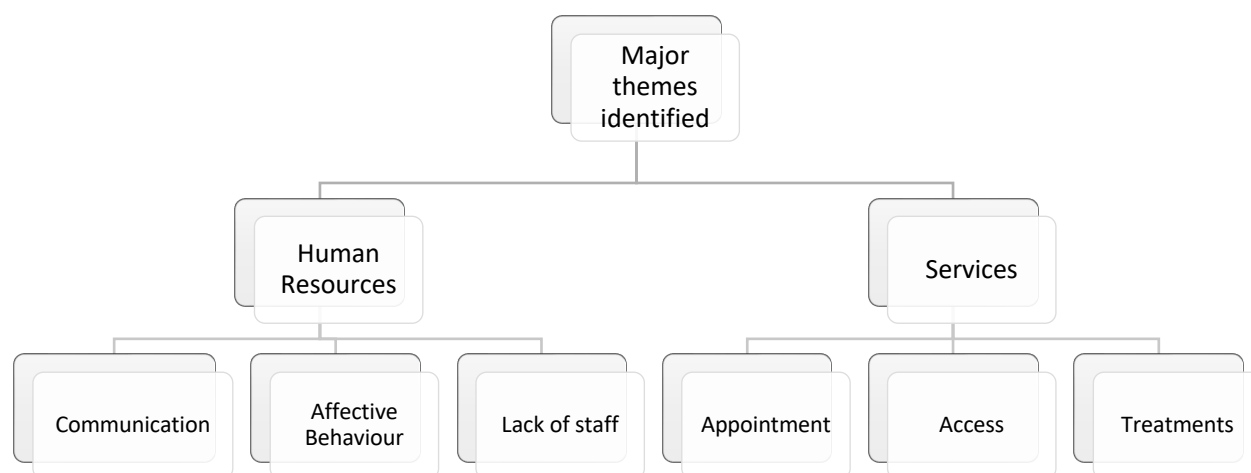 Major
themes
identified
Human
Resources
Services
Communication
Affective
Behaviour
Lack of staff
Appointment
Access
Treatments